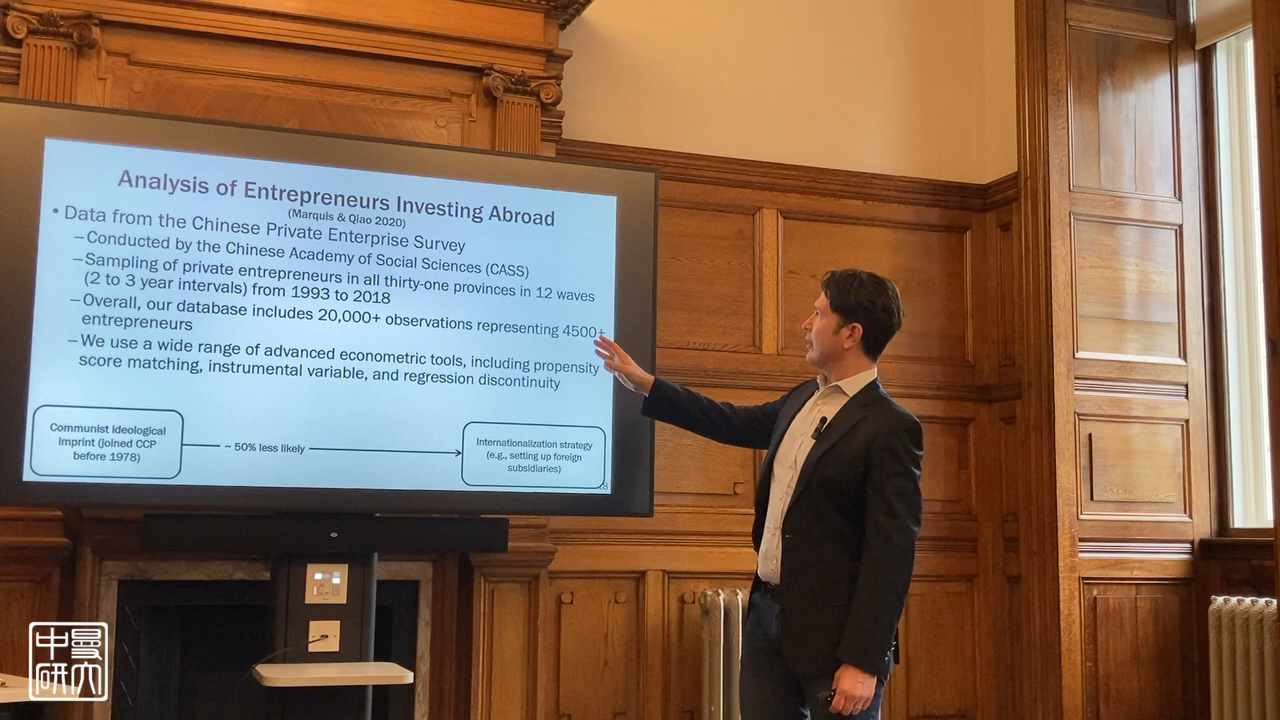 Analysis of Entrepreneurs Investing Abroad
(Marquis & Qiao 2020)
• Data from the Chinese Private Enterprise Survey
–Conducted by the Chinese Academy of Social Sciences (CASS)
–Sampling of private entrepreneurs in all thirty-one provinces in 12 waves
(2 to 3 year intervals) from 1993 to 2018
–Overall, our database includes 20,000+ observations representing 4500+
entrepreneurs
–We use a wide range of advanced econometric tools, including propensity
score matching, instrumental variable, and regression discontinuity
Communist Ideological
Imprint (joined CCP
before 1978)
~ 50% less likely
Internationalization strategy
(e.g., setting up foreign
subsidiaries)
中曼
研究